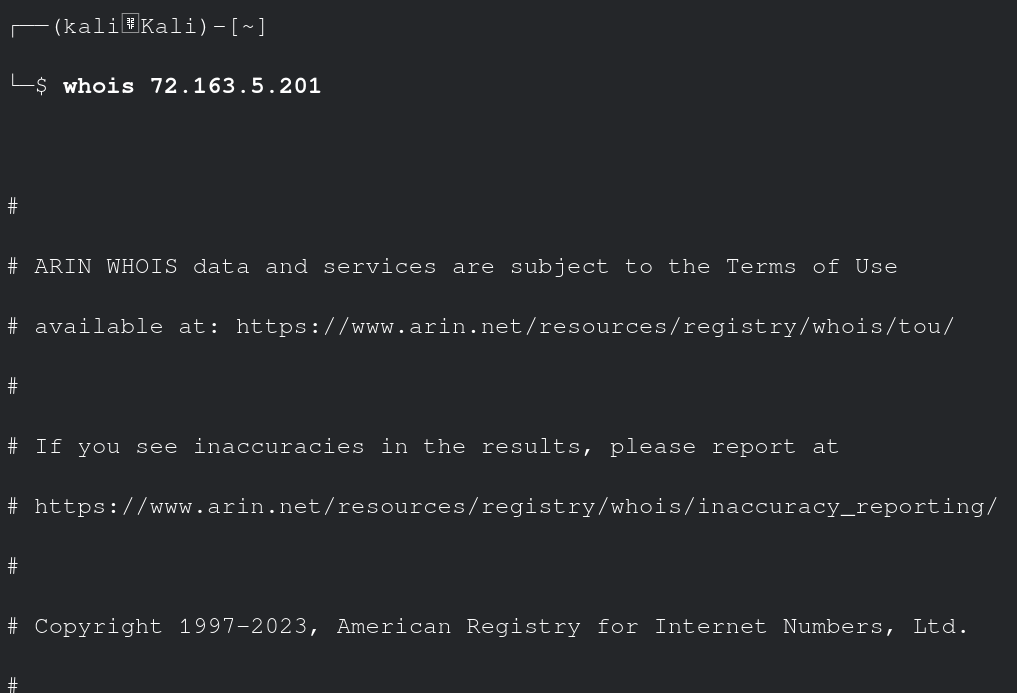 ┌──(kali㉿Kali)-[~]
└─$ whois 72.163.5.201
#
# ARIN WHOIS data and services are subject to the Terms of Use
# available at: https://www.arin.net/resources/registry/whois/tou/
#
# If you see inaccuracies in the results, please report at
# https://www.arin.net/resources/registry/whois/inaccuracy_reporting/
#
# Copyright 1997-2023, American Registry for Internet Numbers, Ltd.
#